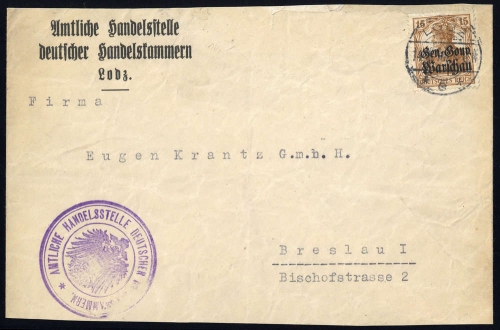 Amtliche Handelsstelle
deutscher Handelskammern
Lodz.
15 15
Gen.-Gouv.
Warschau
Firma
Eugen Krantz G.m.b.H.
AMTLICHE HANDELSSTELLE DEUTSCHER
KAMMERN.
Breslau I
Bischofstrasse 2